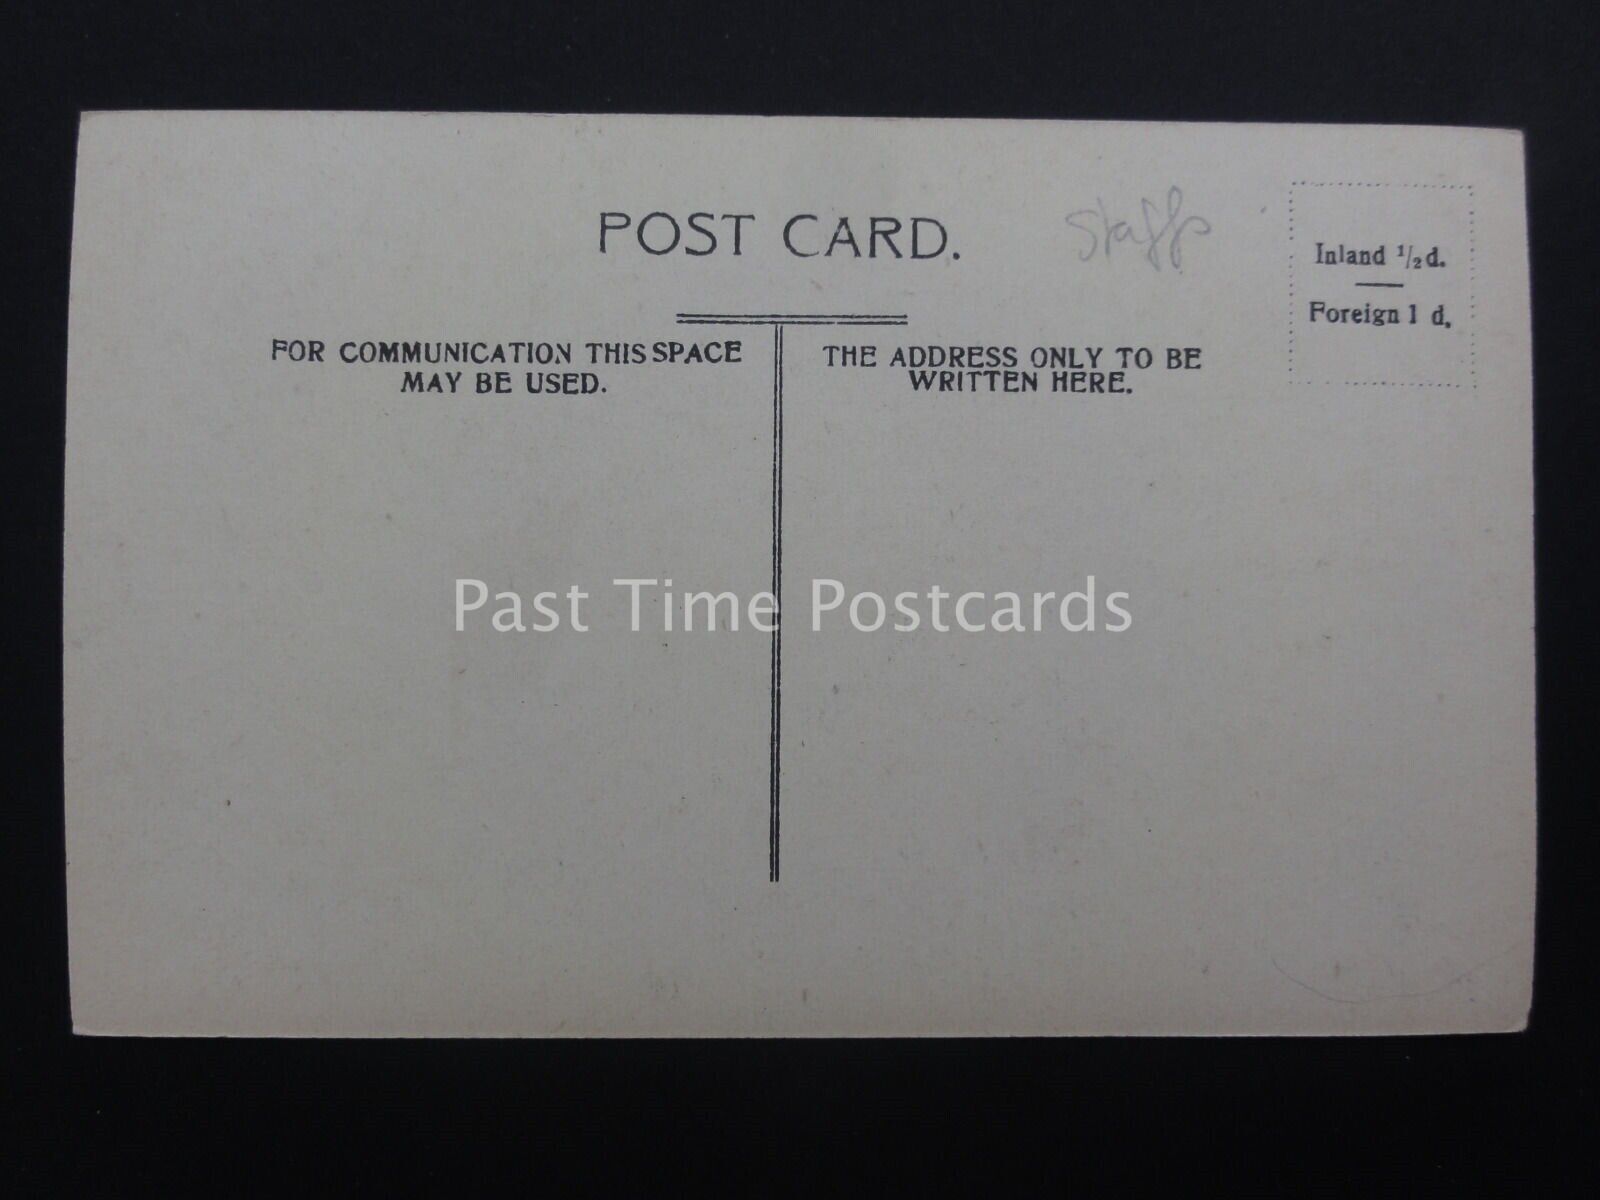 POST CARD.
Staffs
Inland 1/2 d.
Foreign 1 d.
FOR COMMUNICATION THIS SPACE
MAY BE USED.
THE ADDRESS ONLY TO BE
WRITTEN HERE.
Past Time Postcards